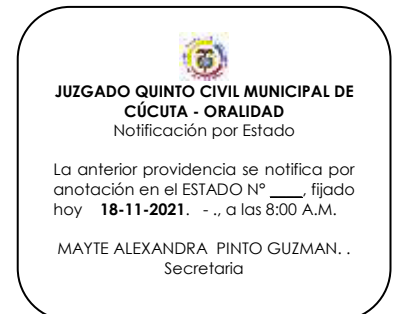 JUZGADO QUINTO CIVIL MUNICIPAL DE
CÚCUTA - ORALIDAD
Notificación por Estado
La anterior providencia se notifica por
anotación en el ESTADO N° ____, fijado
hoy 18-11-2021. - ., a las 8:00 A.M.
MAYTE ALEXANDRA PINTO GUZMAN. .
Secretaria